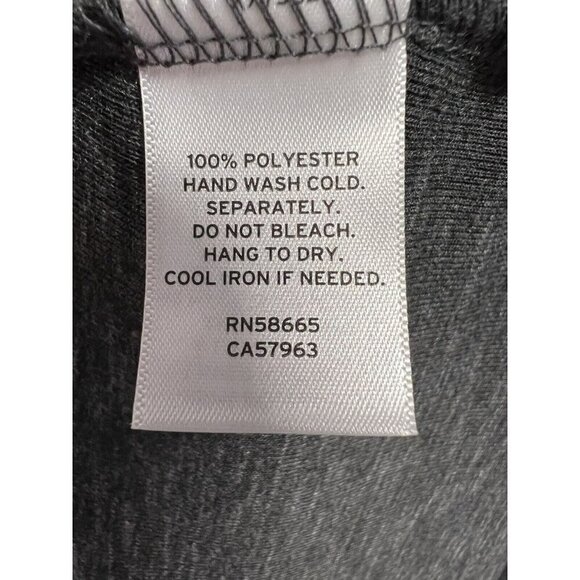 100% POLYESTER
HAND WASH COLD.
SEPARATELY.
DO NOT BLEACH.
HANG TO DRY.
COOL IRON IF NEEDED.
RN58665
CA57963